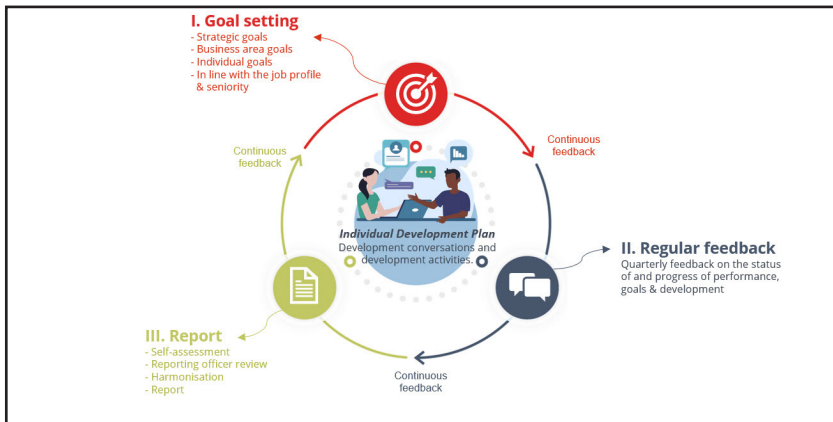 I. Goal setting
- Strategic goals
- Business area goals
- Individual goals
- In line with the job profile
& seniority
Continuous
feedback
Continuous
feedback
Individual Development Plan
Development conversations and
development activities.
II. Regular feedback
Quarterly feedback on the status
of and progress of performance,
goals & development
III. Report
- Self-assessment
- Reporting officer review
- Harmonisation
- Report
Continuous
feedback